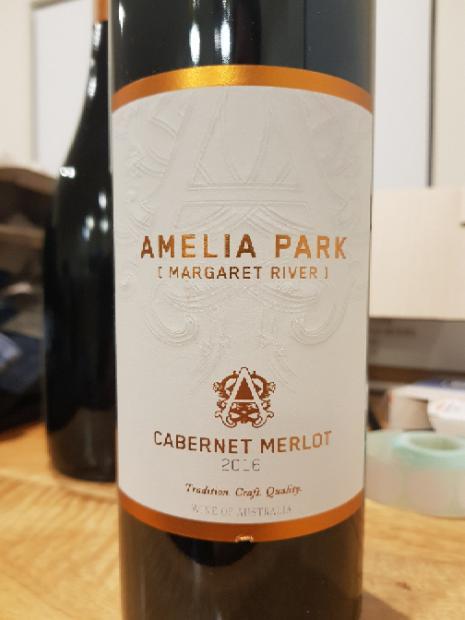 AMELIA PARK
[ MARGARET RIVER ]
A
CABERNET MERLOT
2016
Tradition. Craft. Quality.
WINE OF AUSTRALIA